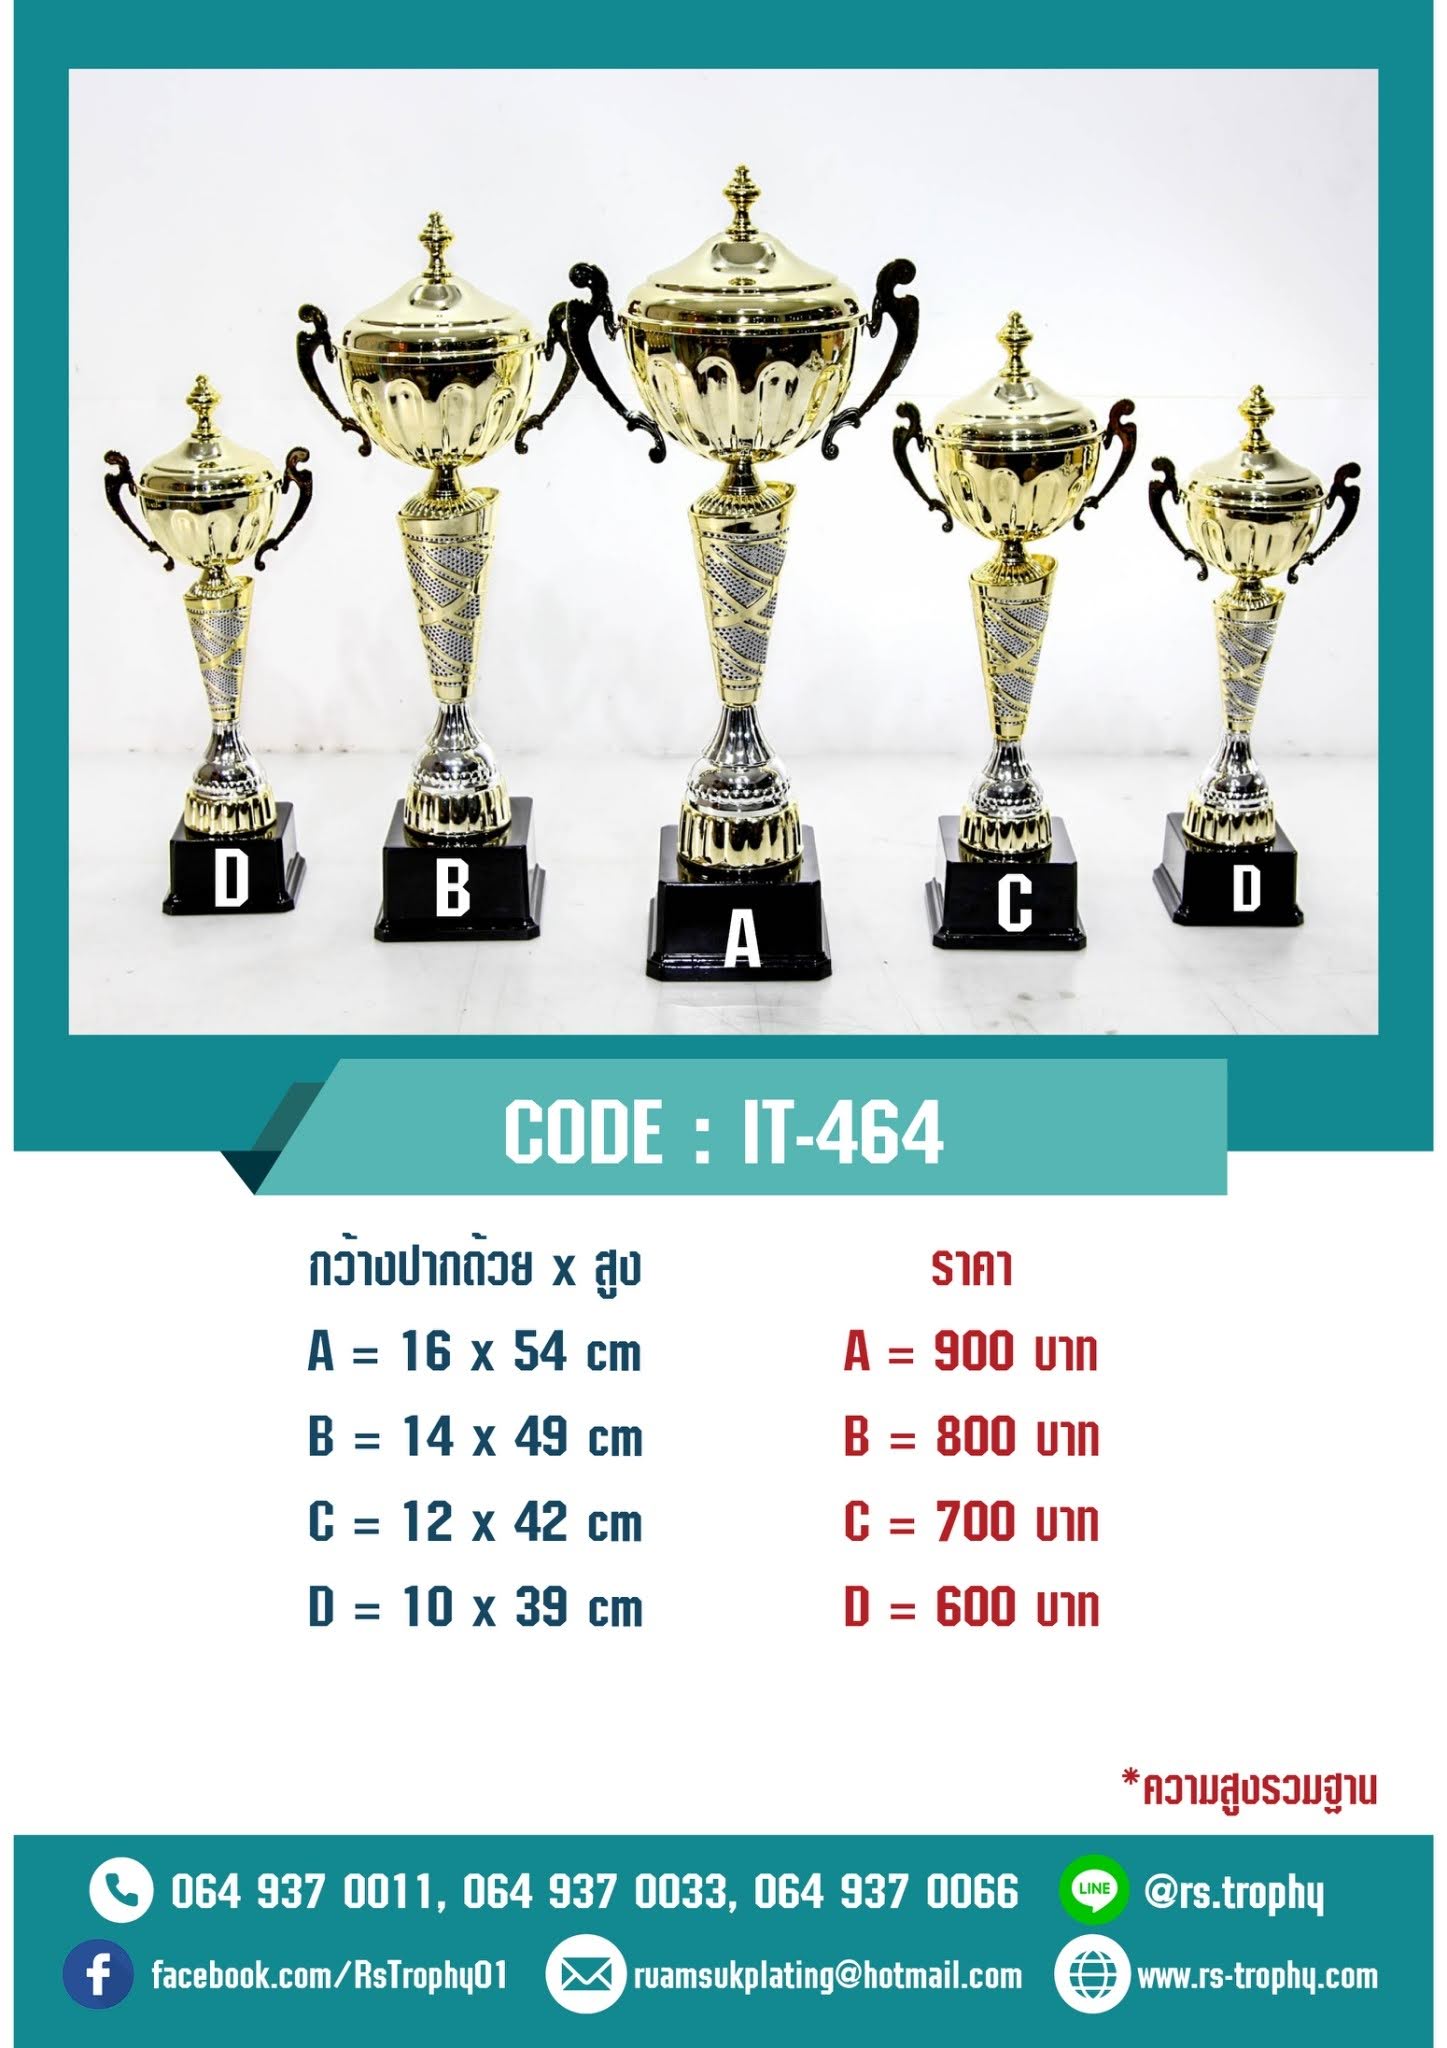 D
B
A
C
D
CODE : IT-464
กว้างปากถ้วย x สูง
A = 16 x 54 cm
B = 14 x 49 cm
C = 12 x 42 cm
D = 10 x 39 cm
ราคา
A = 900 บาท
B = 800 บาท
C = 700 บาท
D = 600 บาท
*ความสูงรวมฐาน
064 937 0011, 064 937 0033, 064 937 0066
LINE @rs.trophy
f facebook.com/RsTrophy01
ruamsukplating@hotmail.com
www.rs-trophy.com